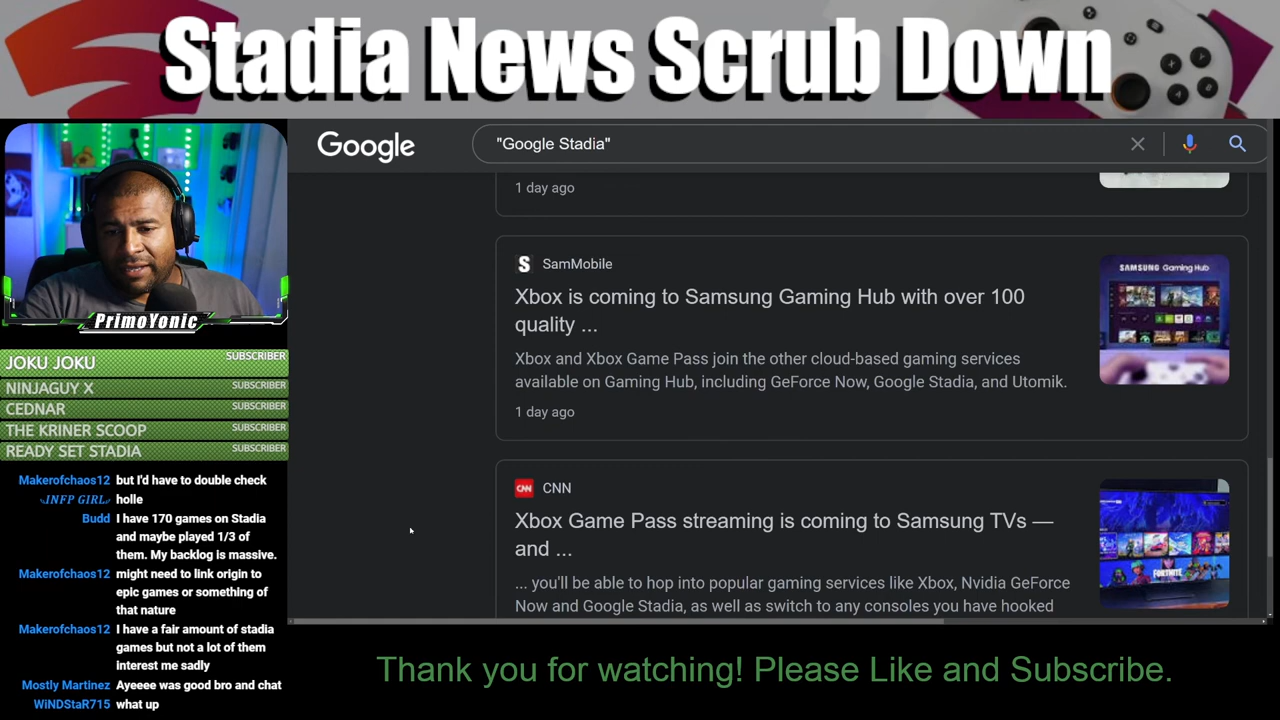 Stadia News Scrub Down
Google
"Google Stadia"
1 day ago
SamMobile
Xbox is coming to Samsung Gaming Hub with over 100
quality ...
Xbox and Xbox Game Pass join the other cloud-based gaming services
available on Gaming Hub, including GeForce Now, Google Stadia, and Utomik.
1 day ago
SAMSUNG Gaming Hub
CNN
CNN
Xbox Game Pass streaming is coming to Samsung TVs —
and ...
... you'll be able to hop into popular gaming services like Xbox, Nvidia GeForce
Now and Google Stadia, as well as switch to any consoles you have hooked
FORTNITE
PrimoYonic
JOKU JOKU SUBSCRIBER
NINJAGUY X SUBSCRIBER
CEDNAR SUBSCRIBER
THE KRINER SCOOP SUBSCRIBER
READY SET STADIA SUBSCRIBER
Makerofchaos12 but I'd have to double check
INFP GIRL holle
Budd I have 170 games on Stadia
and maybe played 1/3 of
them. My backlog is massive.
Makerofchaos12 might need to link origin to
epic games or something of
that nature
Makerofchaos12 I have a fair amount of stadia
games but not a lot of them
interest me sadly
Mostly Martinez Ayeeee was good bro and chat
WiNDStaR715 what up
Thank you for watching! Please Like and Subscribe.